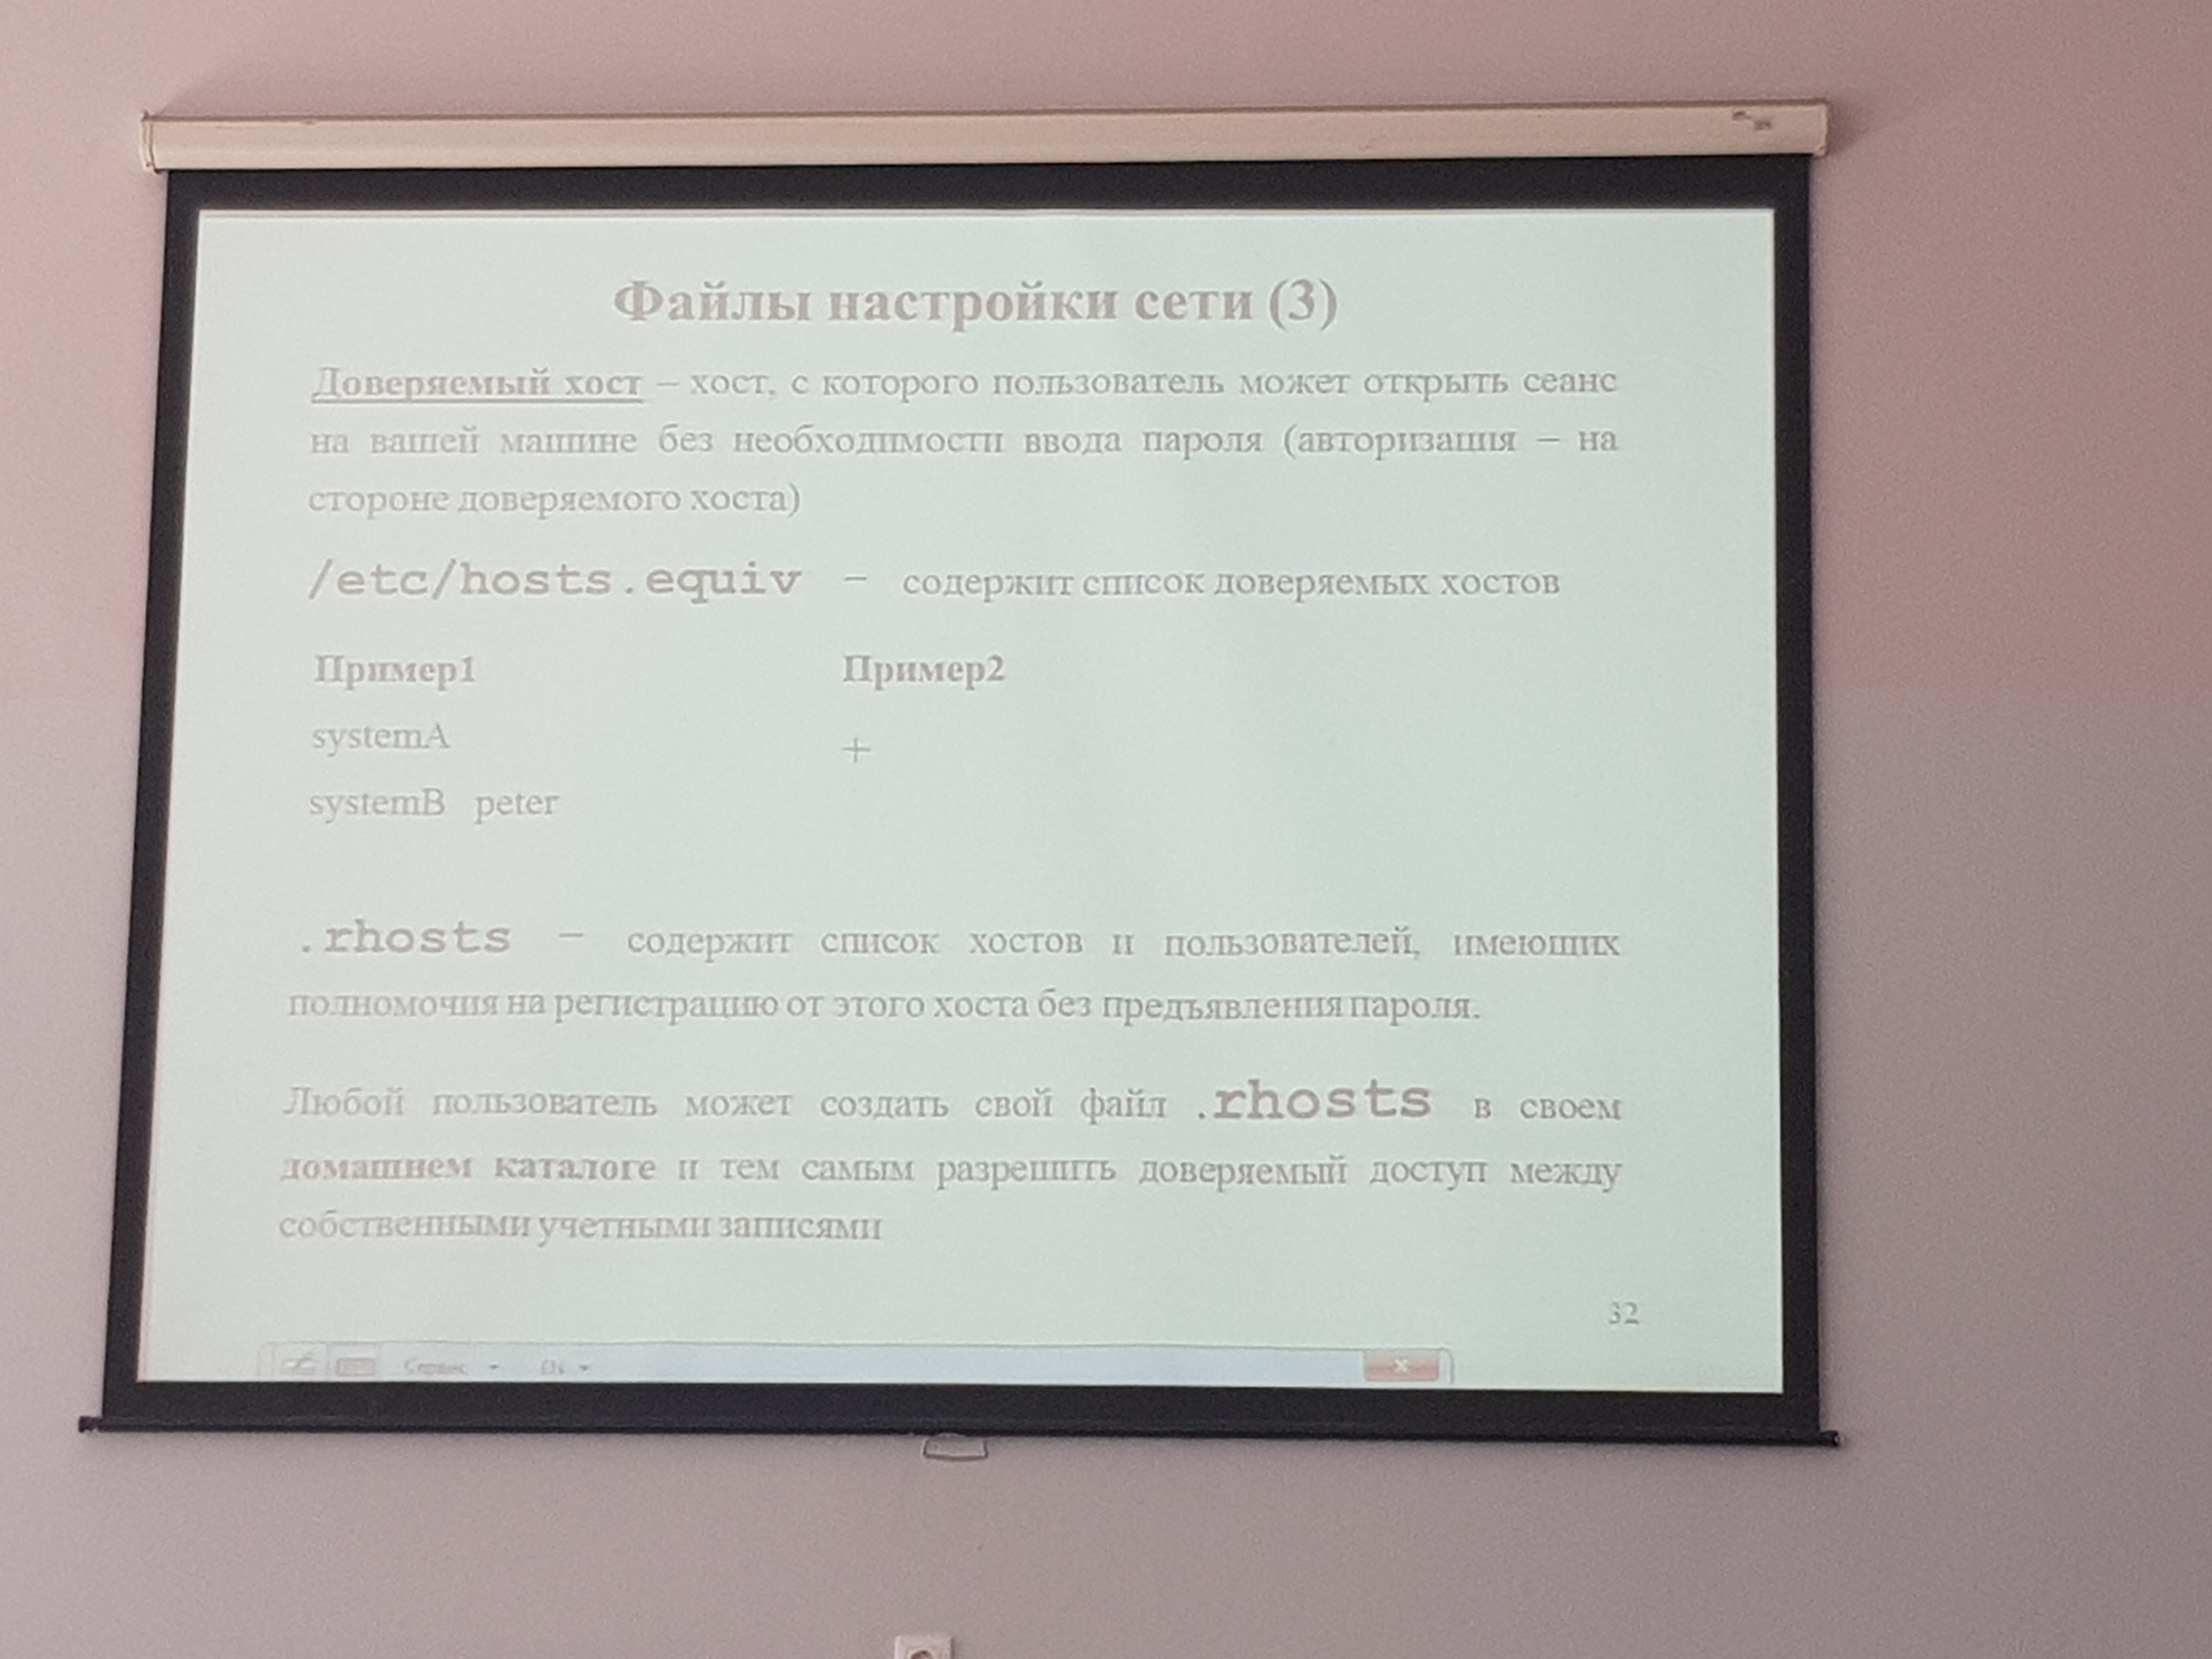 Файлы настройки сети (3)
Доверяемый хост – хост, с которого пользователь может открыть сеанс
на вашей машине без необходимости ввода пароля (авторизация – на
стороне доверяемого хоста)
/etc/hosts.equiv – содержит список доверяемых хостов
Пример1 Пример2
systemA +
systemB peter
.rhosts – содержит список хостов и пользователей, имеющих
полномочия на регистрацию от этого хоста без предъявления пароля.
Любой пользователь может создать свой файл .rhosts в своем
домашнем каталоге и тем самым разрешить доверяемый доступ между
собственными учетными записями
32
Сервис EN